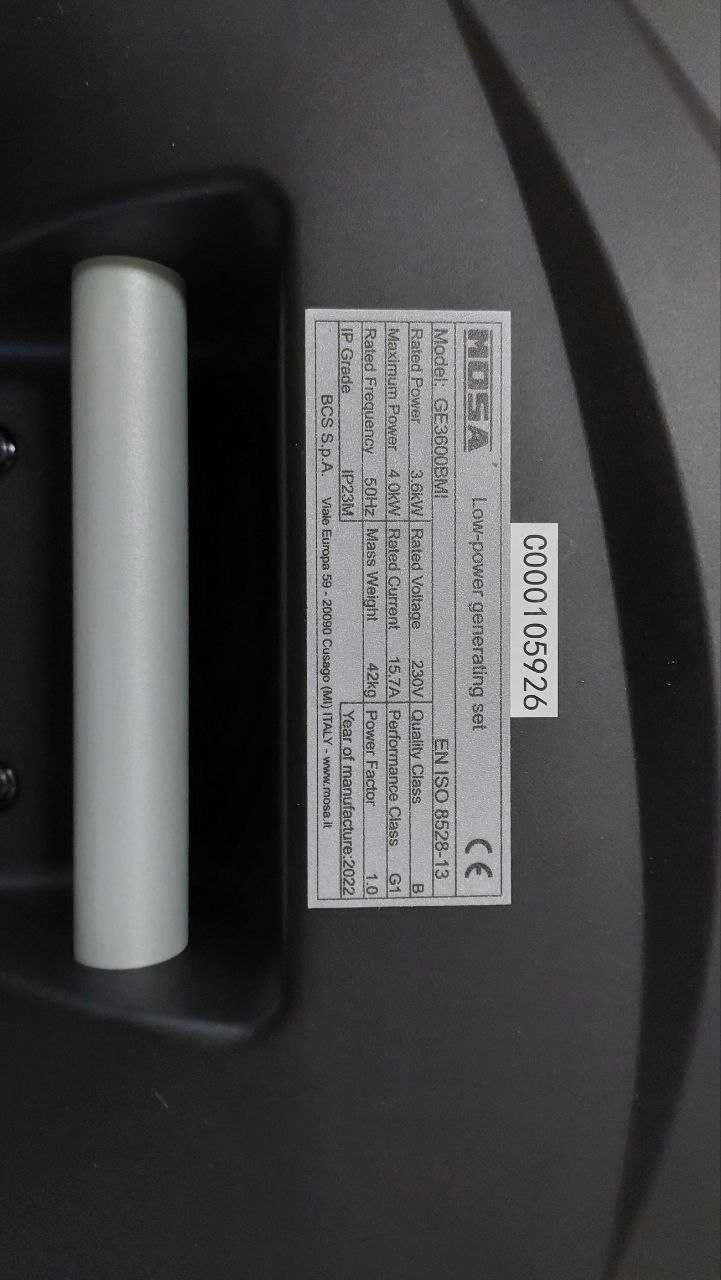 C000105926
MOSA Low-power generating set CE
Model: GE3600BMI EN ISO 8528-13
Rated Power 3.6kW Rated Voltage 230V Quality Class B
Maximum Power 4.0kW Rated Current 15.7A Performance Class G1
Rated Frequency 50Hz Mass Weight 42kg Power Factor 1.0
IP Grade IP23M Year of manufacture:2022
BCS S.p.A. Viale Europa 59 - 20090 Cusago (MI) ITALY - www.mosa.it